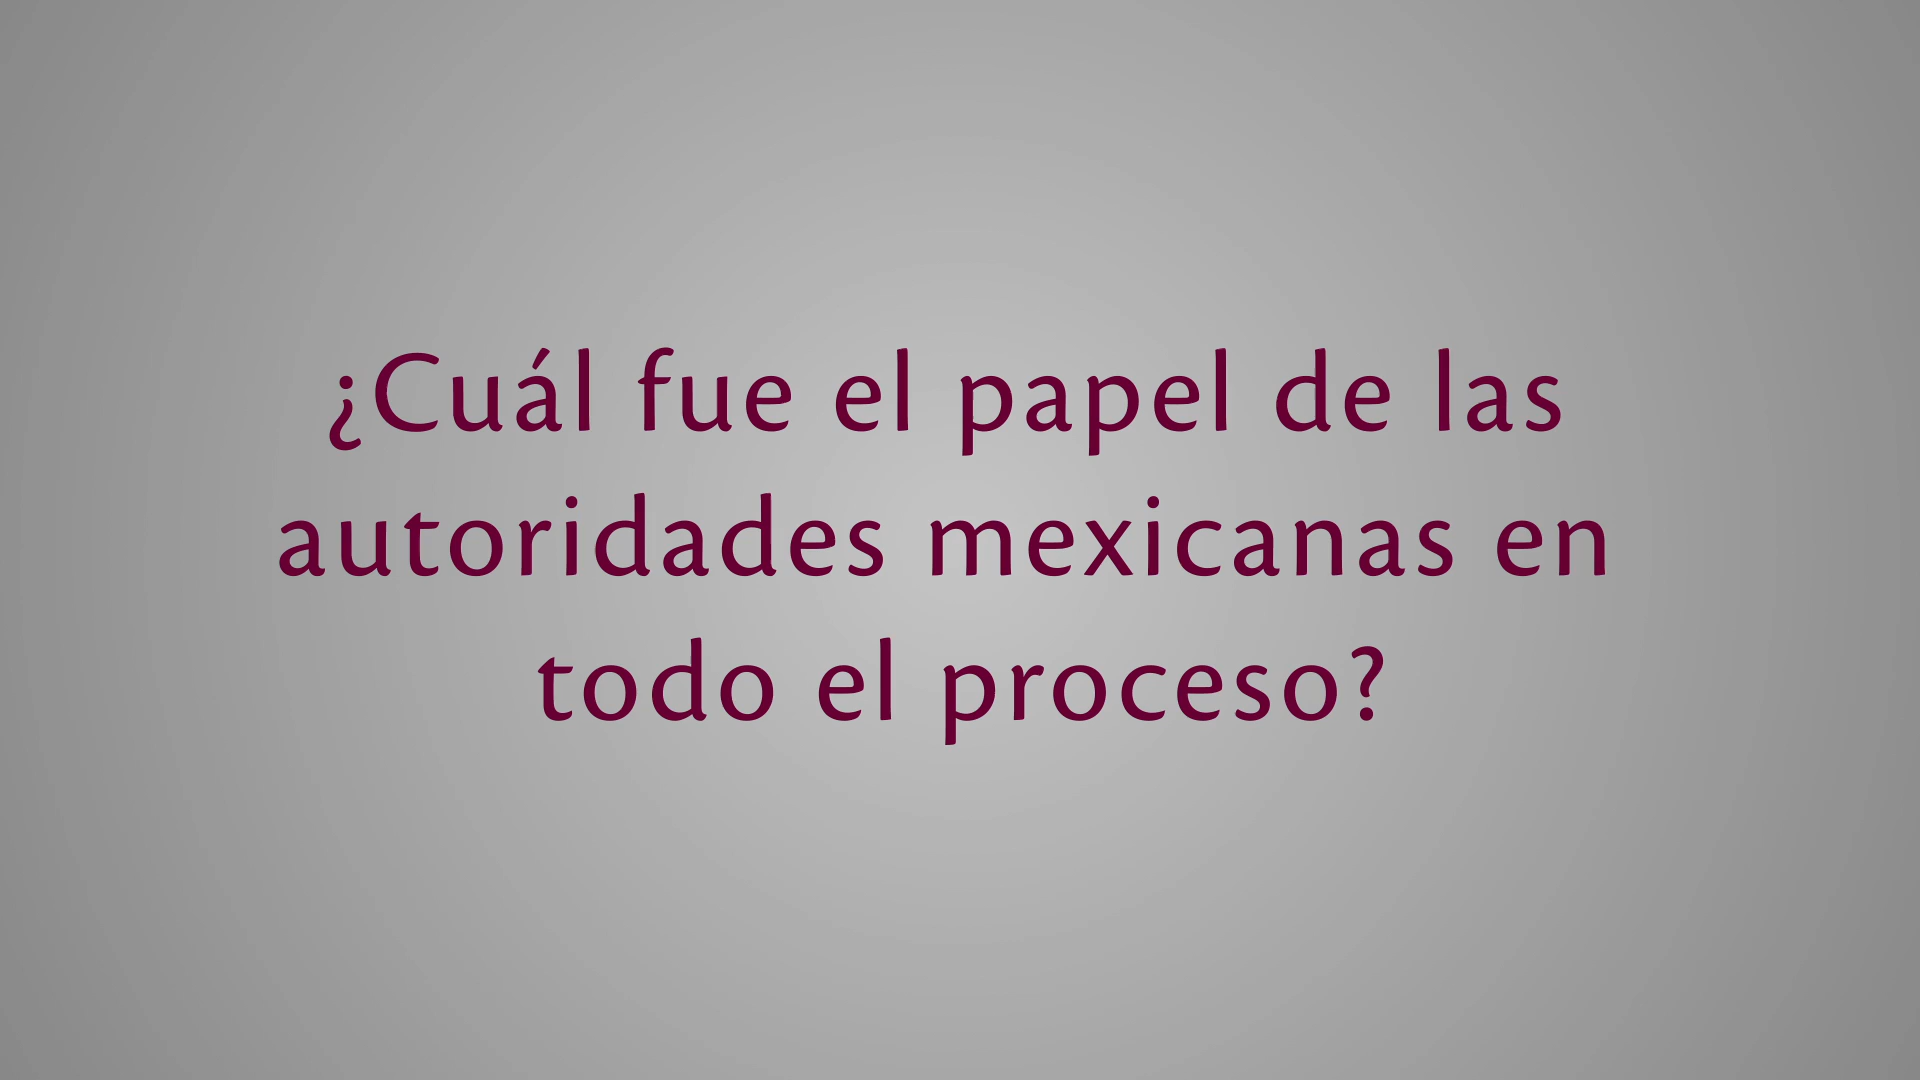 ¿Cuál fue el papel de las
autoridades mexicanas en
todo el proceso?